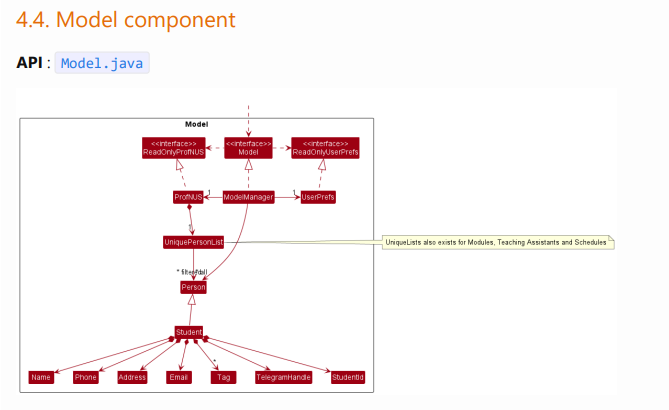 4.4. Model component
API : Model.java
Model
<<interface>>
ReadOnlyProfNUS
<<interface>>
Model
<<interface>>
ReadOnlyUserPrefs
ProfNUS
1
ModelManager
1
UserPrefs
1
UniquePersonList
UniqueLists also exists for Modules, Teaching Assistants and Schedules
*
Person
Student
*
Name
Phone
Address
Email
Tag
TelegramHandle
StudentId